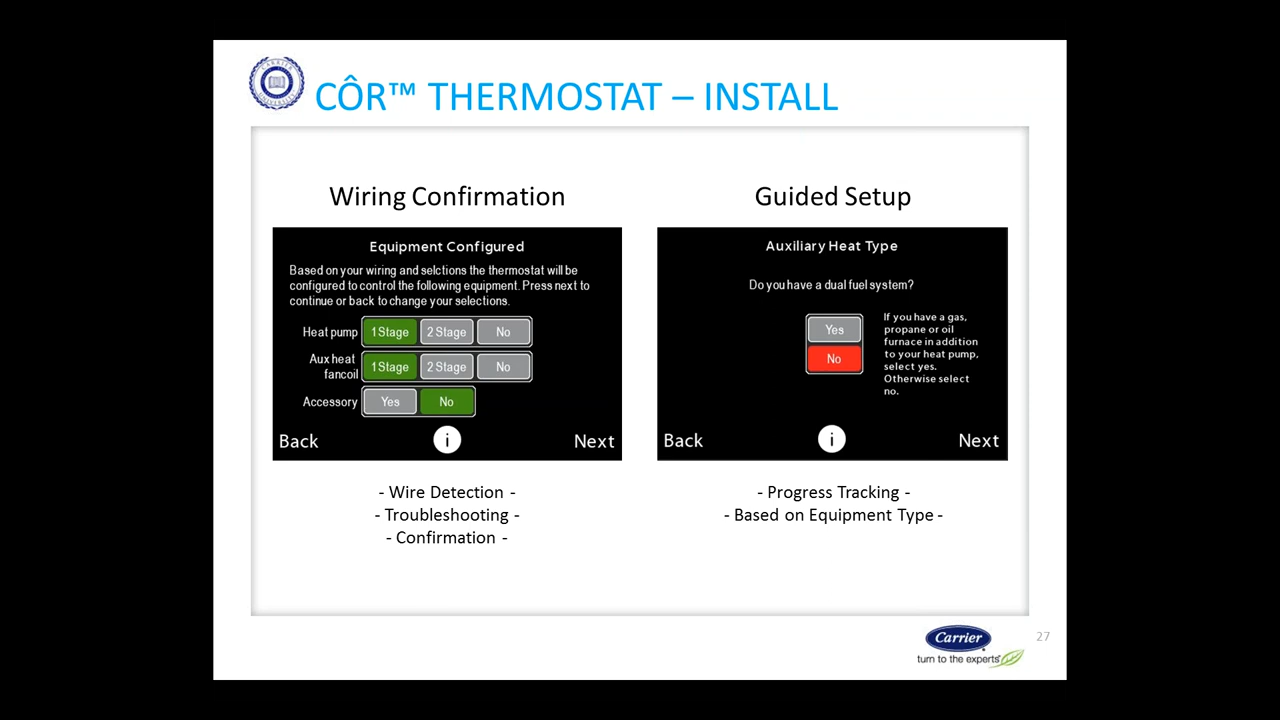 CÔR™ THERMOSTAT – INSTALL
Wiring Confirmation
Equipment Configured
Based on your wiring and selctions the thermostat will be
configured to control the following equipment. Press next to
continue or back to change your selections.
Heat pump 1 Stage 2 Stage No
Aux heat
fancoil 1 Stage 2 Stage No
Accessory Yes No
Back i Next
- Wire Detection -
- Troubleshooting -
- Confirmation -
Guided Setup
Auxiliary Heat Type
Do you have a dual fuel system?
Yes
No
If you have a gas,
propane or oil
furnace in addition
to your heat pump,
select yes.
Otherwise select
no.
Back i Next
- Progress Tracking -
- Based on Equipment Type -
Carrier
turn to the experts
27